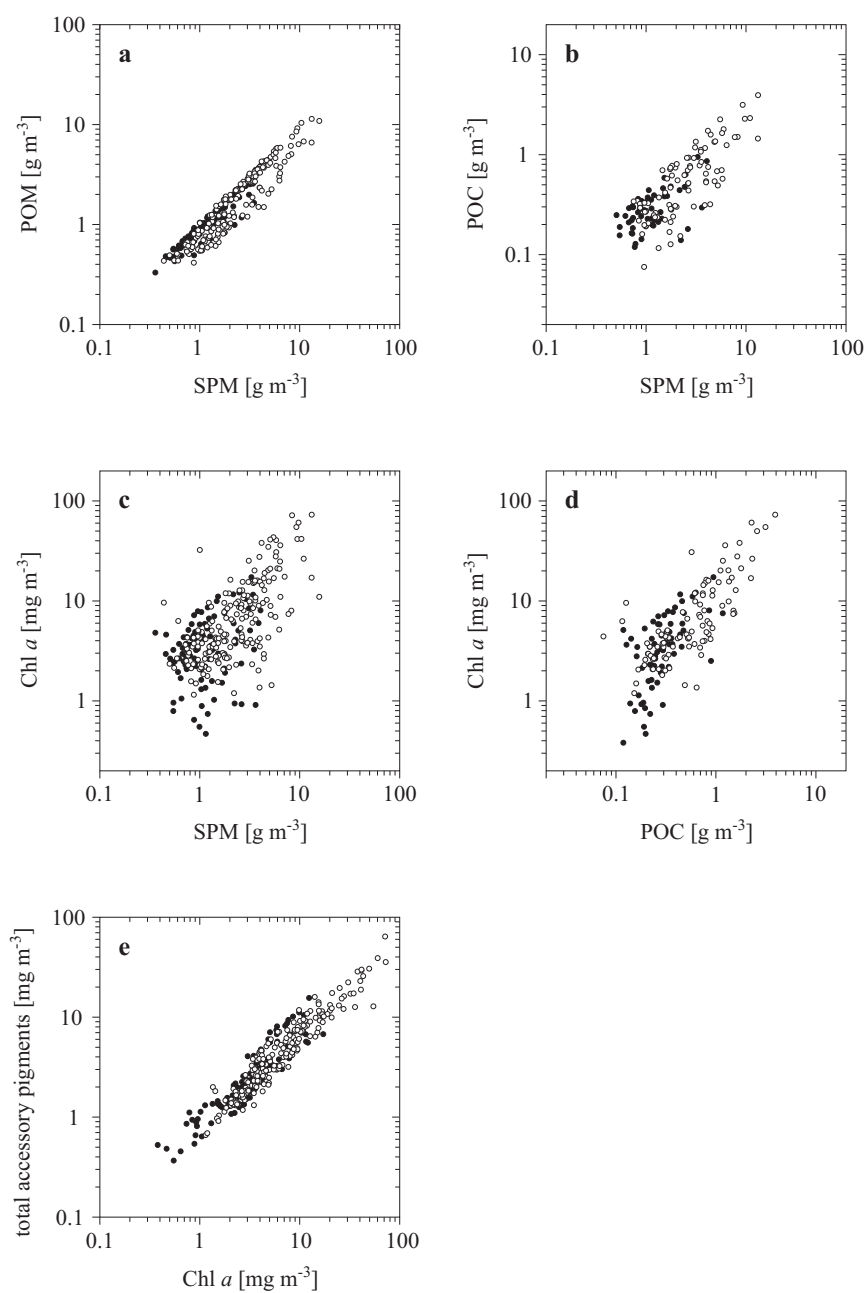 a
POM [g m⁻³]
100
10
1
0.1
0.1 1 10 100
SPM [g m⁻³]
b
POC [g m⁻³]
10
1
0.1
0.1 1 10 100
SPM [g m⁻³]
c
Chl a [mg m⁻³]
100
10
1
0.1 1 10 100
SPM [g m⁻³]
d
Chl a [mg m⁻³]
100
10
1
0.1 1 10
POC [g m⁻³]
e
total accessory pigments [mg m⁻³]
100
10
1
0.1
0.1 1 10 100
Chl a [mg m⁻³]